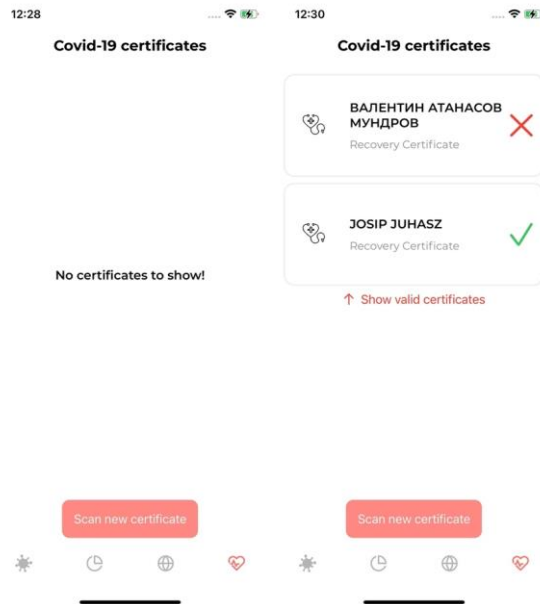 12:28
Covid-19 certificates
No certificates to show!
Scan new certificate
12:30
Covid-19 certificates
ВАЛЕНТИН АТАНАСОВ
МУНДРОВ
Recovery Certificate
JOSIP JUHASZ
Recovery Certificate
↑ Show valid certificates
Scan new certificate